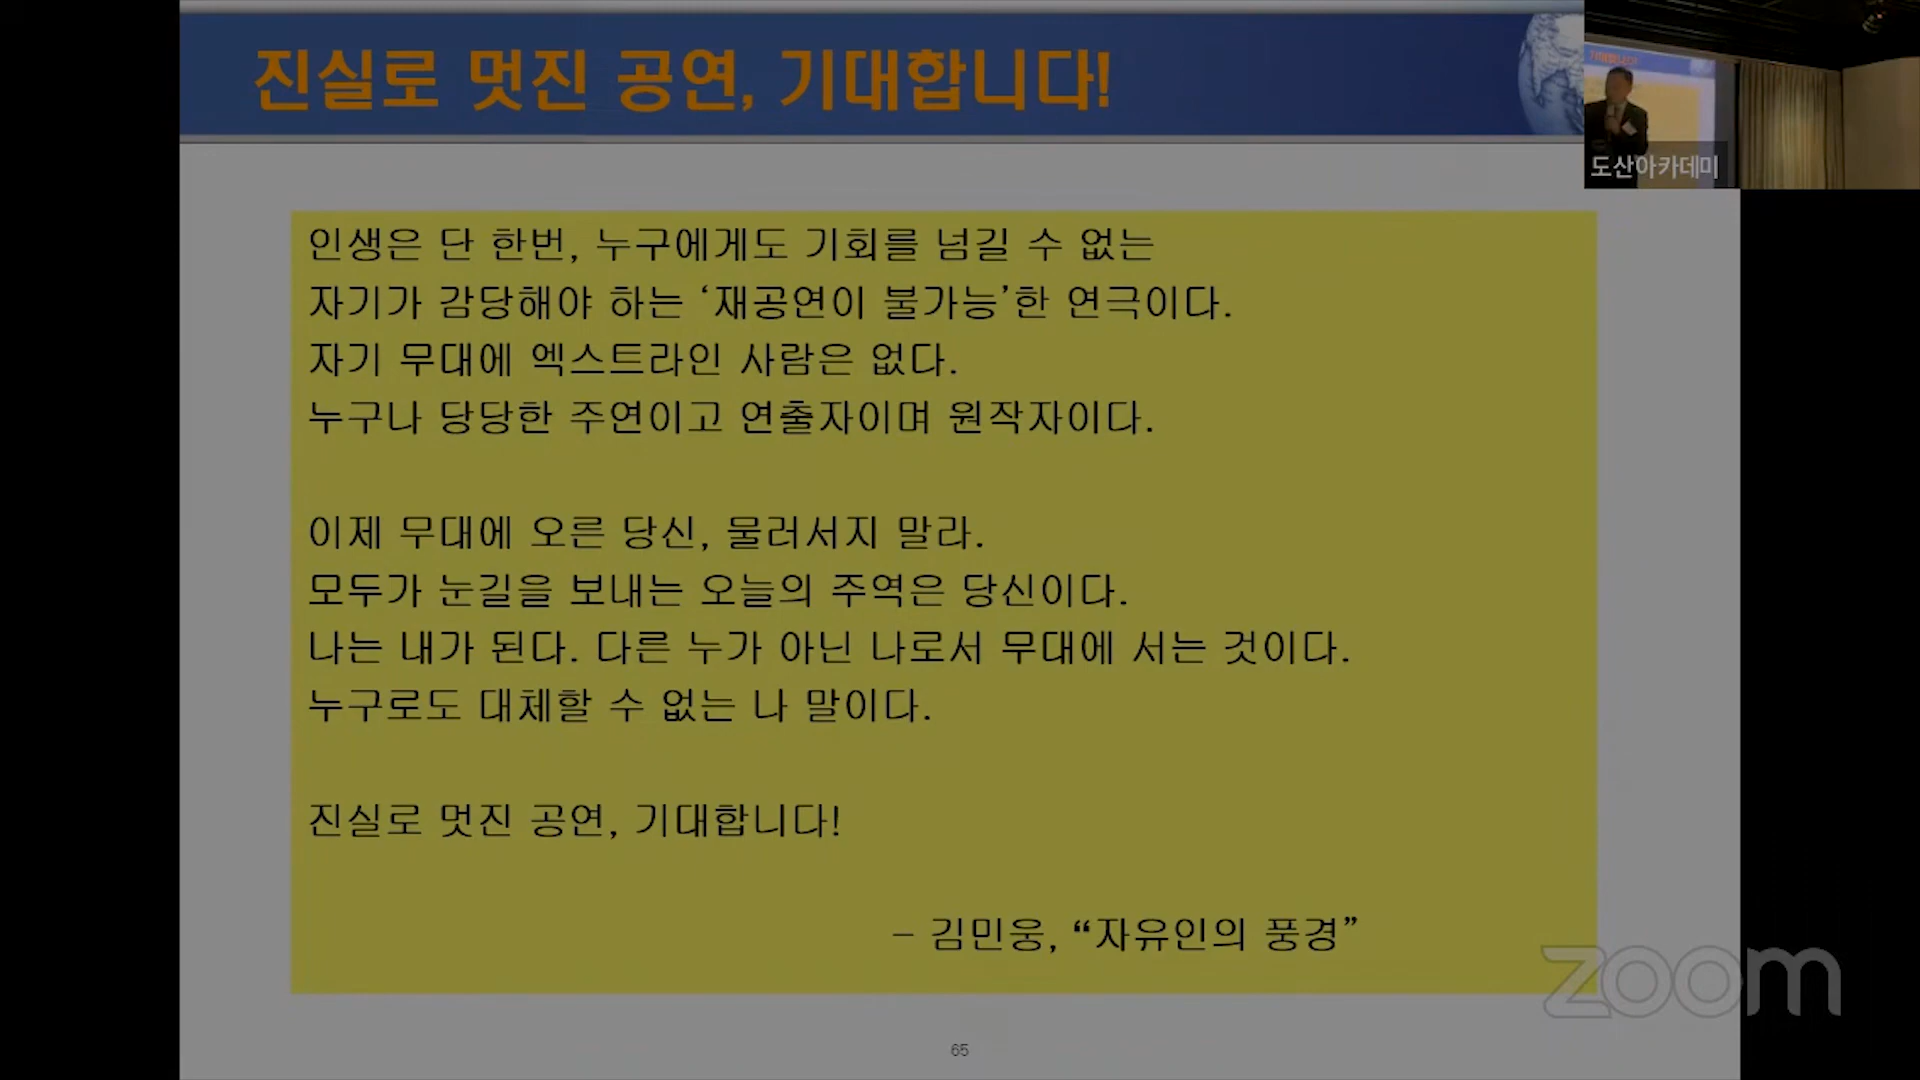 진실로 멋진 공연, 기대합니다!
도산아카데미
인생은 단 한번, 누구에게도 기회를 넘길 수 없는
자기가 감당해야 하는 ‘재공연이 불가능’한 연극이다.
자기 무대에 엑스트라인 사람은 없다.
누구나 당당한 주연이고 연출자이며 원작자이다.
이제 무대에 오른 당신, 물러서지 말라.
모두가 눈길을 보내는 오늘의 주역은 당신이다.
나는 내가 된다. 다른 누가 아닌 나로서 무대에 서는 것이다.
누구로도 대체할 수 없는 나 말이다.
진실로 멋진 공연, 기대합니다!
– 김민웅, “자유인의 풍경”
zoom
65